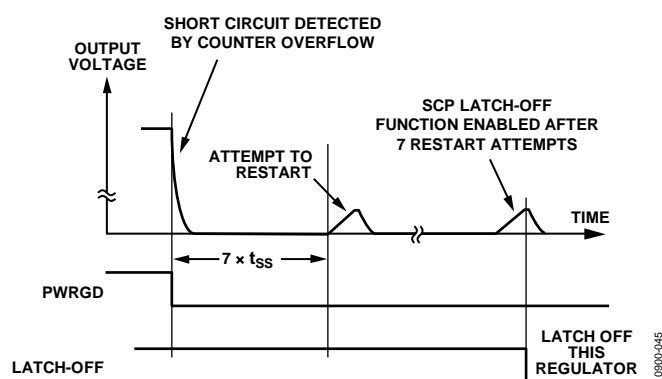 SHORT CIRCUIT DETECTED
BY COUNTER OVERFLOW
OUTPUT
VOLTAGE
SCP LATCH-OFF
FUNCTION ENABLED AFTER
7 RESTART ATTEMPTS
ATTEMPT TO
RESTART
TIME
7 × tSS
PWRGD
LATCH OFF
THIS
REGULATOR
LATCH-OFF
0900-045